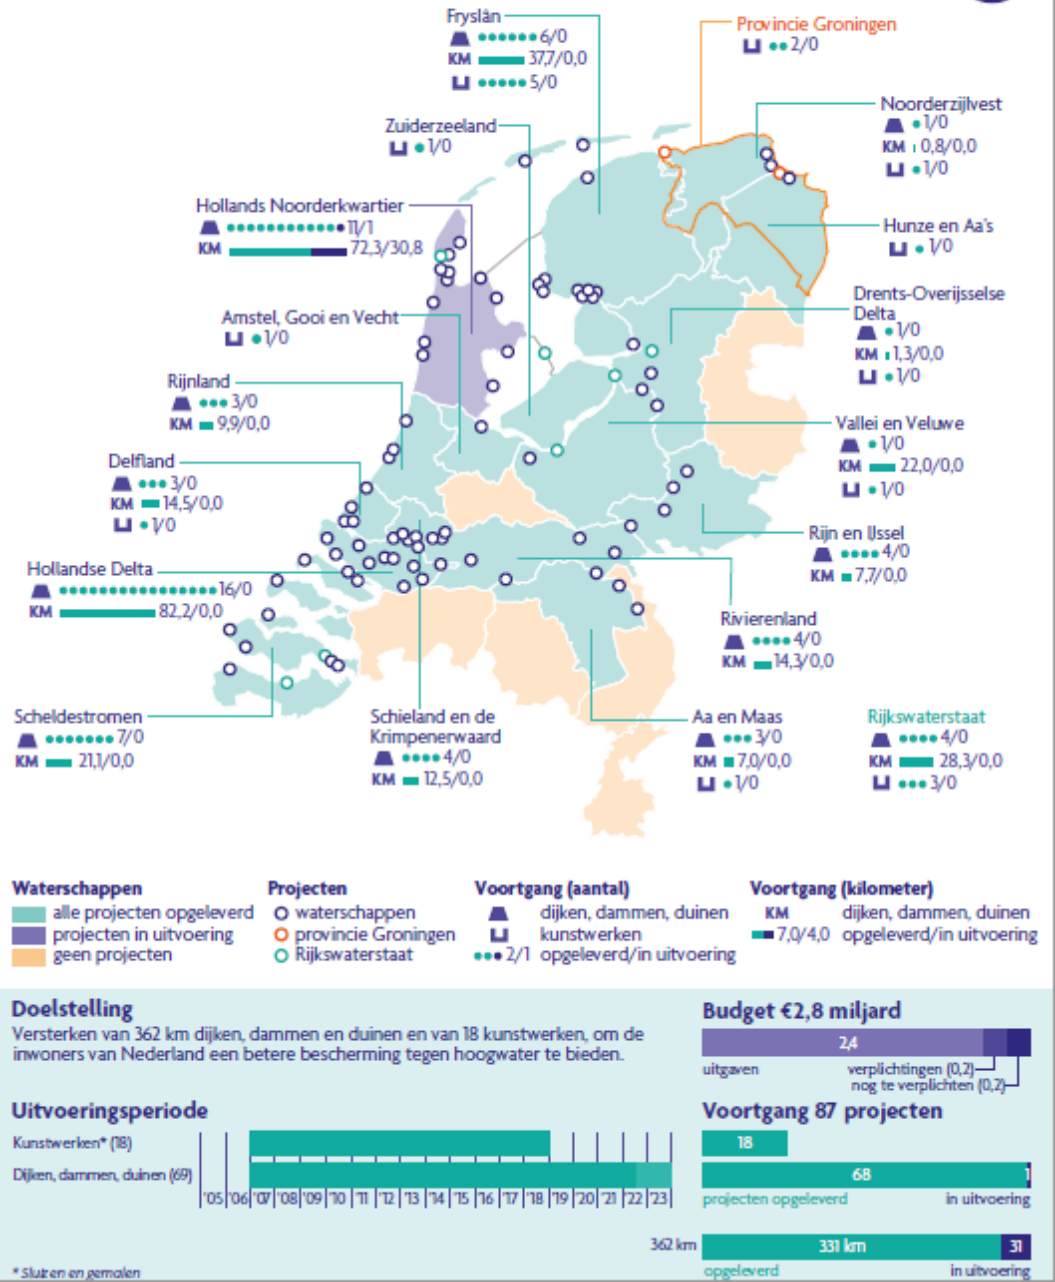 Fryslân
6/0
KM 37,7/0,0
5/0
Provincie Groningen
2/0
Noorderzijlvest
1/0
KM 0,8/0,0
1/0
Zuiderzeeland
1/0
Hollands Noorderkwartier
11/1
KM 72,3/30,8
Hunze en Aa's
1/0
Drents-Overijsselse
Delta
1/0
KM 1,3/0,0
1/0
Amstel, Gooi en Vecht
1/0
Rijnland
3/0
KM 9,9/0,0
Vallei en Veluwe
1/0
KM 22,0/0,0
1/0
Delfland
3/0
KM 14,5/0,0
1/0
Rijn en IJssel
4/0
KM 7,7/0,0
Hollandse Delta
16/0
KM 82,2/0,0
Rivierenland
4/0
KM 14,3/0,0
Scheldestromen
7/0
KM 21,1/0,0
Schieland en de
Krimpenerwaard
4/0
KM 12,5/0,0
Aa en Maas
3/0
KM 7,0/0,0
1/0
Rijkswaterstaat
4/0
KM 28,3/0,0
3/0
Waterschappen
alle projecten opgeleverd
projecten in uitvoering
geen projecten
Projecten
waterschappen
provincie Groningen
Rijkswaterstaat
Voortgang (aantal)
dijken, dammen, duinen
kunstwerken
2/1 opgeleverd/in uitvoering
Voortgang (kilometer)
KM dijken, dammen, duinen
7,0/4,0 opgeleverd/in uitvoering
Doelstelling
Versterken van 362 km dijken, dammen en duinen en van 18 kunstwerken, om de
inwoners van Nederland een betere bescherming tegen hoogwater te bieden.
Budget €2,8 miljard
2,4
uitgaven verplichtingen (0,2)
nog te verplichten (0,2)
Uitvoeringsperiode
Kunstwerken* (18)
Dijken, dammen, duinen (69)
'05 '06 '07 '08 '09 '10 '11 '12 '13 '14 '15 '16 '17 '18 '19 '20 '21 '22 '23
Voortgang 87 projecten
18
68 1
projecten opgeleverd in uitvoering
362 km 331 km 31
opgeleverd in uitvoering
* Sluizen en gemalen